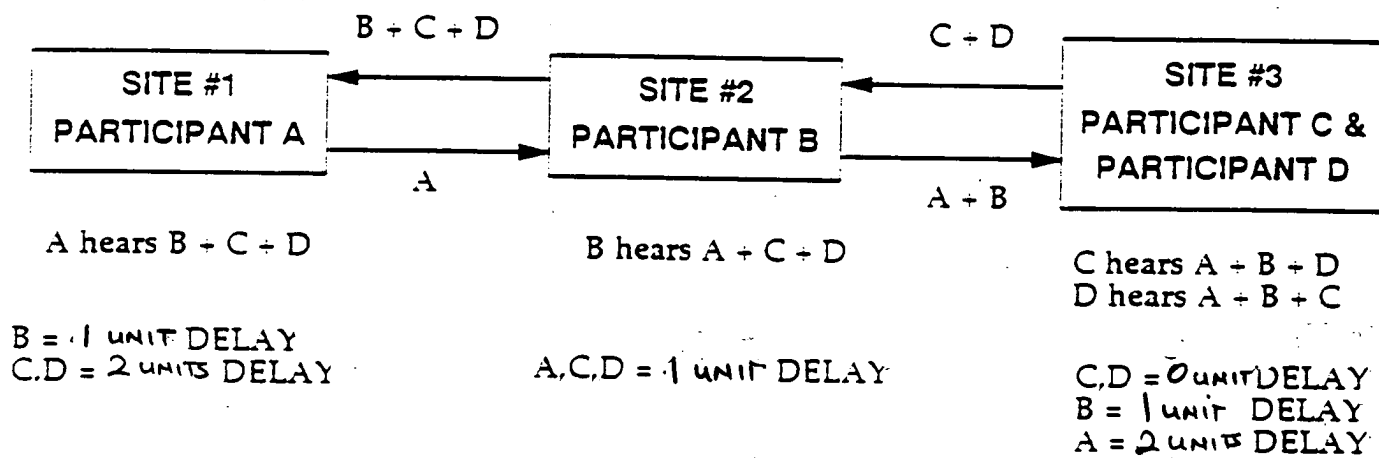 B + C + D
C + D
SITE #1
PARTICIPANT A
SITE #2
PARTICIPANT B
SITE #3
PARTICIPANT C &
PARTICIPANT D
A
A + B
A hears B + C + D
B hears A + C + D
C hears A + B + D
D hears A + B + C
B = 1 UNIT DELAY
C,D = 2 UNITS DELAY
A,C,D = 1 UNIT DELAY
C,D = 0 UNIT DELAY
B = 1 UNIT DELAY
A = 2 UNITS DELAY